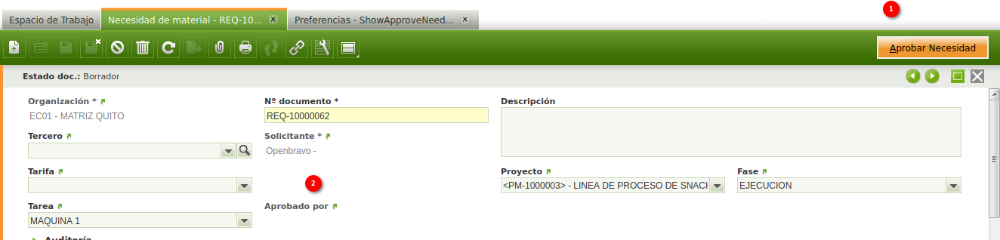 1
Espacio de Trabajo Necesidad de material - REQ-10... x Preferencias - ShowApproveNeed... x
Aprobar Necesidad
Estado doc.: Borrador
Organización * Nº documento * Descripción
EC01 - MATRIZ QUITO REQ-10000062
Tercero Solicitante *
Openbravo -
Tarifa Proyecto Fase
2
<PM-1000003> - LINEA DE PROCESO DE SNACK EJECUCION
Tarea Aprobado por
MAQUINA 1
Auditoría